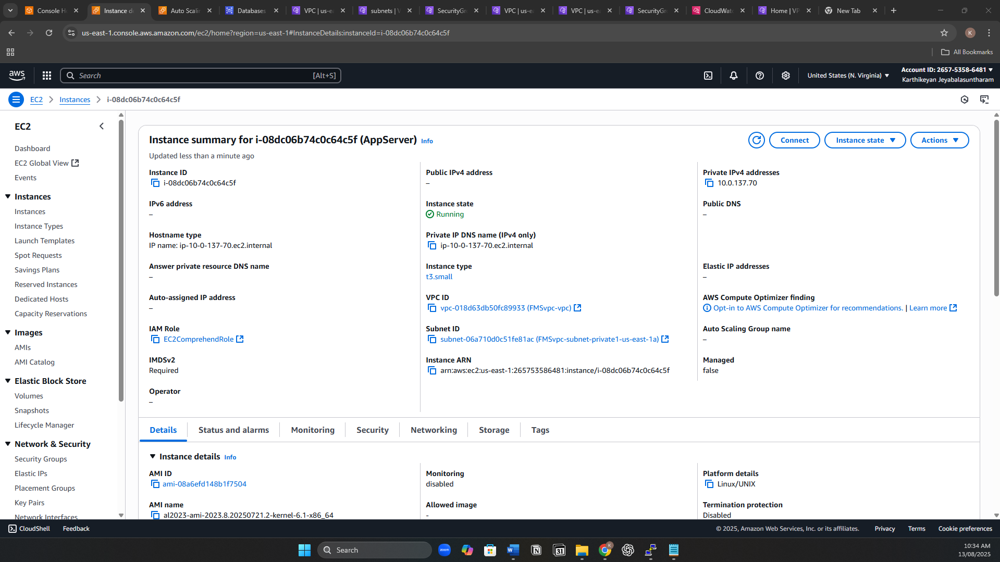 Console H
Instance de
Auto Scalin
Databases
VPC | us-ea
subnets | V
SecurityGro
VPC | us-ea
VPC | us-ea
SecurityGro
CloudWatc
Home | VP
New Tab
us-east-1.console.aws.amazon.com/ec2/home?region=us-east-1#InstanceDetails:instanceId=i-08dc06b74c0c64c5f
K
All Bookmarks
aws
Search
[Alt+S]
United States (N. Virginia)
Account ID: 2657-5358-6481
Karthikeyan Jeyabalasuntharam
EC2
Instances
i-08dc06b74c0c64c5f
EC2
Dashboard
EC2 Global View
Events
Instances
Instances
Instance Types
Launch Templates
Spot Requests
Savings Plans
Reserved Instances
Dedicated Hosts
Capacity Reservations
Images
AMIs
AMI Catalog
Elastic Block Store
Volumes
Snapshots
Lifecycle Manager
Network & Security
Security Groups
Elastic IPs
Placement Groups
Key Pairs
Network Interfaces
Instance summary for i-08dc06b74c0c64c5f (AppServer) Info
Updated less than a minute ago
Connect
Instance state
Actions
Instance ID
i-08dc06b74c0c64c5f
Public IPv4 address
–
Private IPv4 addresses
10.0.137.70
IPv6 address
–
Instance state
Running
Public DNS
–
Hostname type
IP name: ip-10-0-137-70.ec2.internal
Private IP DNS name (IPv4 only)
ip-10-0-137-70.ec2.internal
Answer private resource DNS name
–
Instance type
t3.small
Elastic IP addresses
–
Auto-assigned IP address
–
VPC ID
vpc-018d63db50fc89933 (FMSvpc-vpc)
AWS Compute Optimizer finding
Opt-in to AWS Compute Optimizer for recommendations. | Learn more
IAM Role
EC2ComprehendRole
Subnet ID
subnet-06a710d0c51fe81ac (FMSvpc-subnet-private1-us-east-1a)
Auto Scaling Group name
–
IMDSv2
Required
Instance ARN
arn:aws:ec2:us-east-1:265753586481:instance/i-08dc06b74c0c64c5f
Managed
false
Operator
–
Details
Status and alarms
Monitoring
Security
Networking
Storage
Tags
Instance details Info
AMI ID
ami-08a6efd148b1f7504
Monitoring
disabled
Platform details
Linux/UNIX
AMI name
al2023-ami-2023.8.20250721.2-kernel-6.1-x86_64
Allowed image
-
Termination protection
Disabled
CloudShell
Feedback
© 2025, Amazon Web Services, Inc. or its affiliates.
Privacy
Terms
Cookie preferences
Search
zoom
W
N
31
K
10:34 AM
13/08/2025